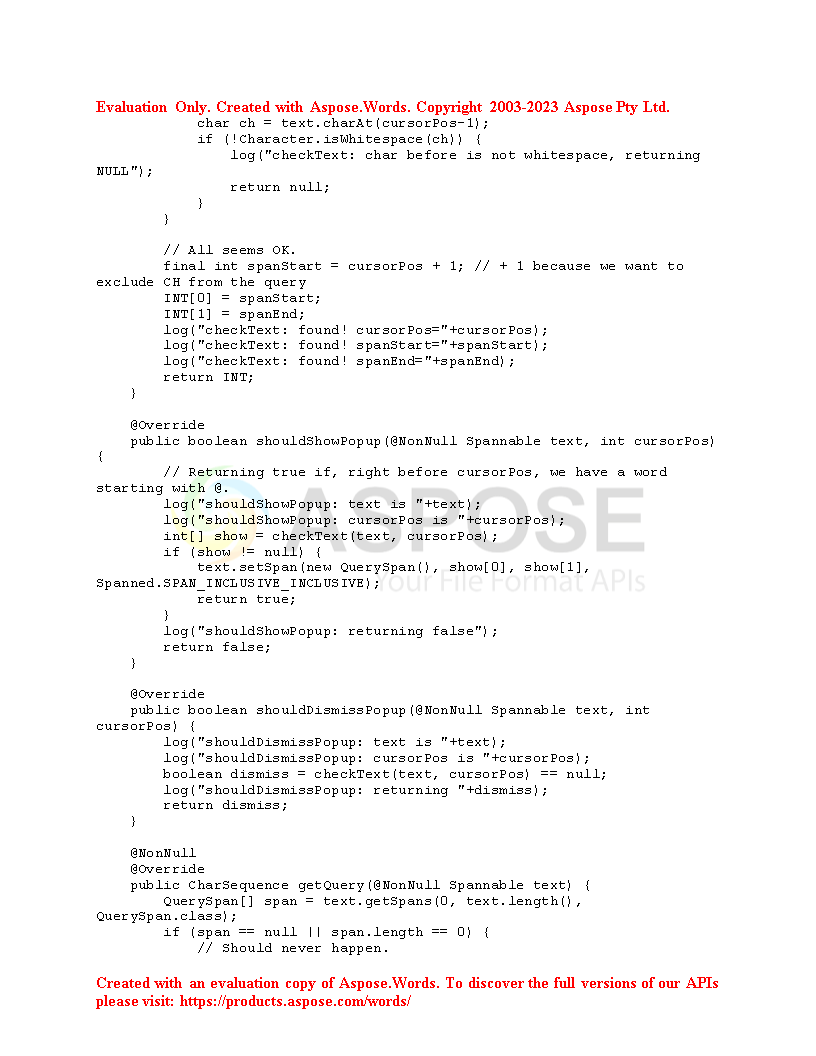 Evaluation Only. Created with Aspose.Words. Copyright 2003-2023 Aspose Pty Ltd.
char ch = text.charAt(cursorPos-1);
if (!Character.isWhitespace(ch)) {
log("checkText: char before is not whitespace, returning
NULL");
return null;
}
}
// All seems OK.
final int spanStart = cursorPos + 1; // + 1 because we want to
exclude CH from the query
INT[0] = spanStart;
INT[1] = spanEnd;
log("checkText: found! cursorPos="+cursorPos);
log("checkText: found! spanStart="+spanStart);
log("checkText: found! spanEnd="+spanEnd);
return INT;
}
@Override
public boolean shouldShowPopup(@NonNull Spannable text, int cursorPos)
{
// Returning true if, right before cursorPos, we have a word
starting with @.
log("shouldShowPopup: text is "+text);
log("shouldShowPopup: cursorPos is "+cursorPos);
int[] show = checkText(text, cursorPos);
if (show != null) {
text.setSpan(new QuerySpan(), show[0], show[1],
Spanned.SPAN_INCLUSIVE_INCLUSIVE);
return true;
}
log("shouldShowPopup: returning false");
return false;
}
ASPOSE
Your File Format APIs
@Override
public boolean shouldDismissPopup(@NonNull Spannable text, int
cursorPos) {
log("shouldDismissPopup: text is "+text);
log("shouldDismissPopup: cursorPos is "+cursorPos);
boolean dismiss = checkText(text, cursorPos) == null;
log("shouldDismissPopup: returning "+dismiss);
return dismiss;
}
@NonNull
@Override
public CharSequence getQuery(@NonNull Spannable text) {
QuerySpan[] span = text.getSpans(0, text.length(),
QuerySpan.class);
if (span == null || span.length == 0) {
// Should never happen.
Created with an evaluation copy of Aspose.Words. To discover the full versions of our APIs
please visit: https://products.aspose.com/words/